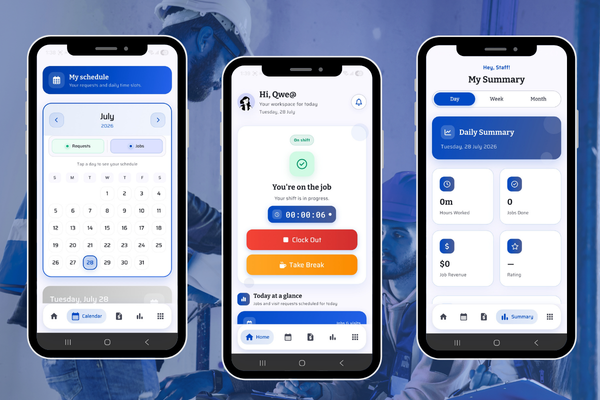 My schedule
Your requests and daily time slots.
July
2026
Requests
Jobs
Tap a day to see your schedule
S M T W T F S
1 2 3 4
5 6 7 8 9 10 11
12 13 14 15 16 17 18
19 20 21 22 23 24 25
26 27 28 29 30 31
Tuesday, July 28
Calendar
Hi, Qwe@
Your workspace for today
Tuesday, 28 July
On shift
You're on the job
Your shift is in progress.
00:00:06
Clock Out
Take Break
Today at a glance
Jobs and visit requests scheduled for today
Home
Hey, Staff!
My Summary
Day Week Month
Daily Summary
Tuesday, 28 July 2026
0m
Hours Worked
0
Jobs Done
$0
Job Revenue
—
Rating
Summary